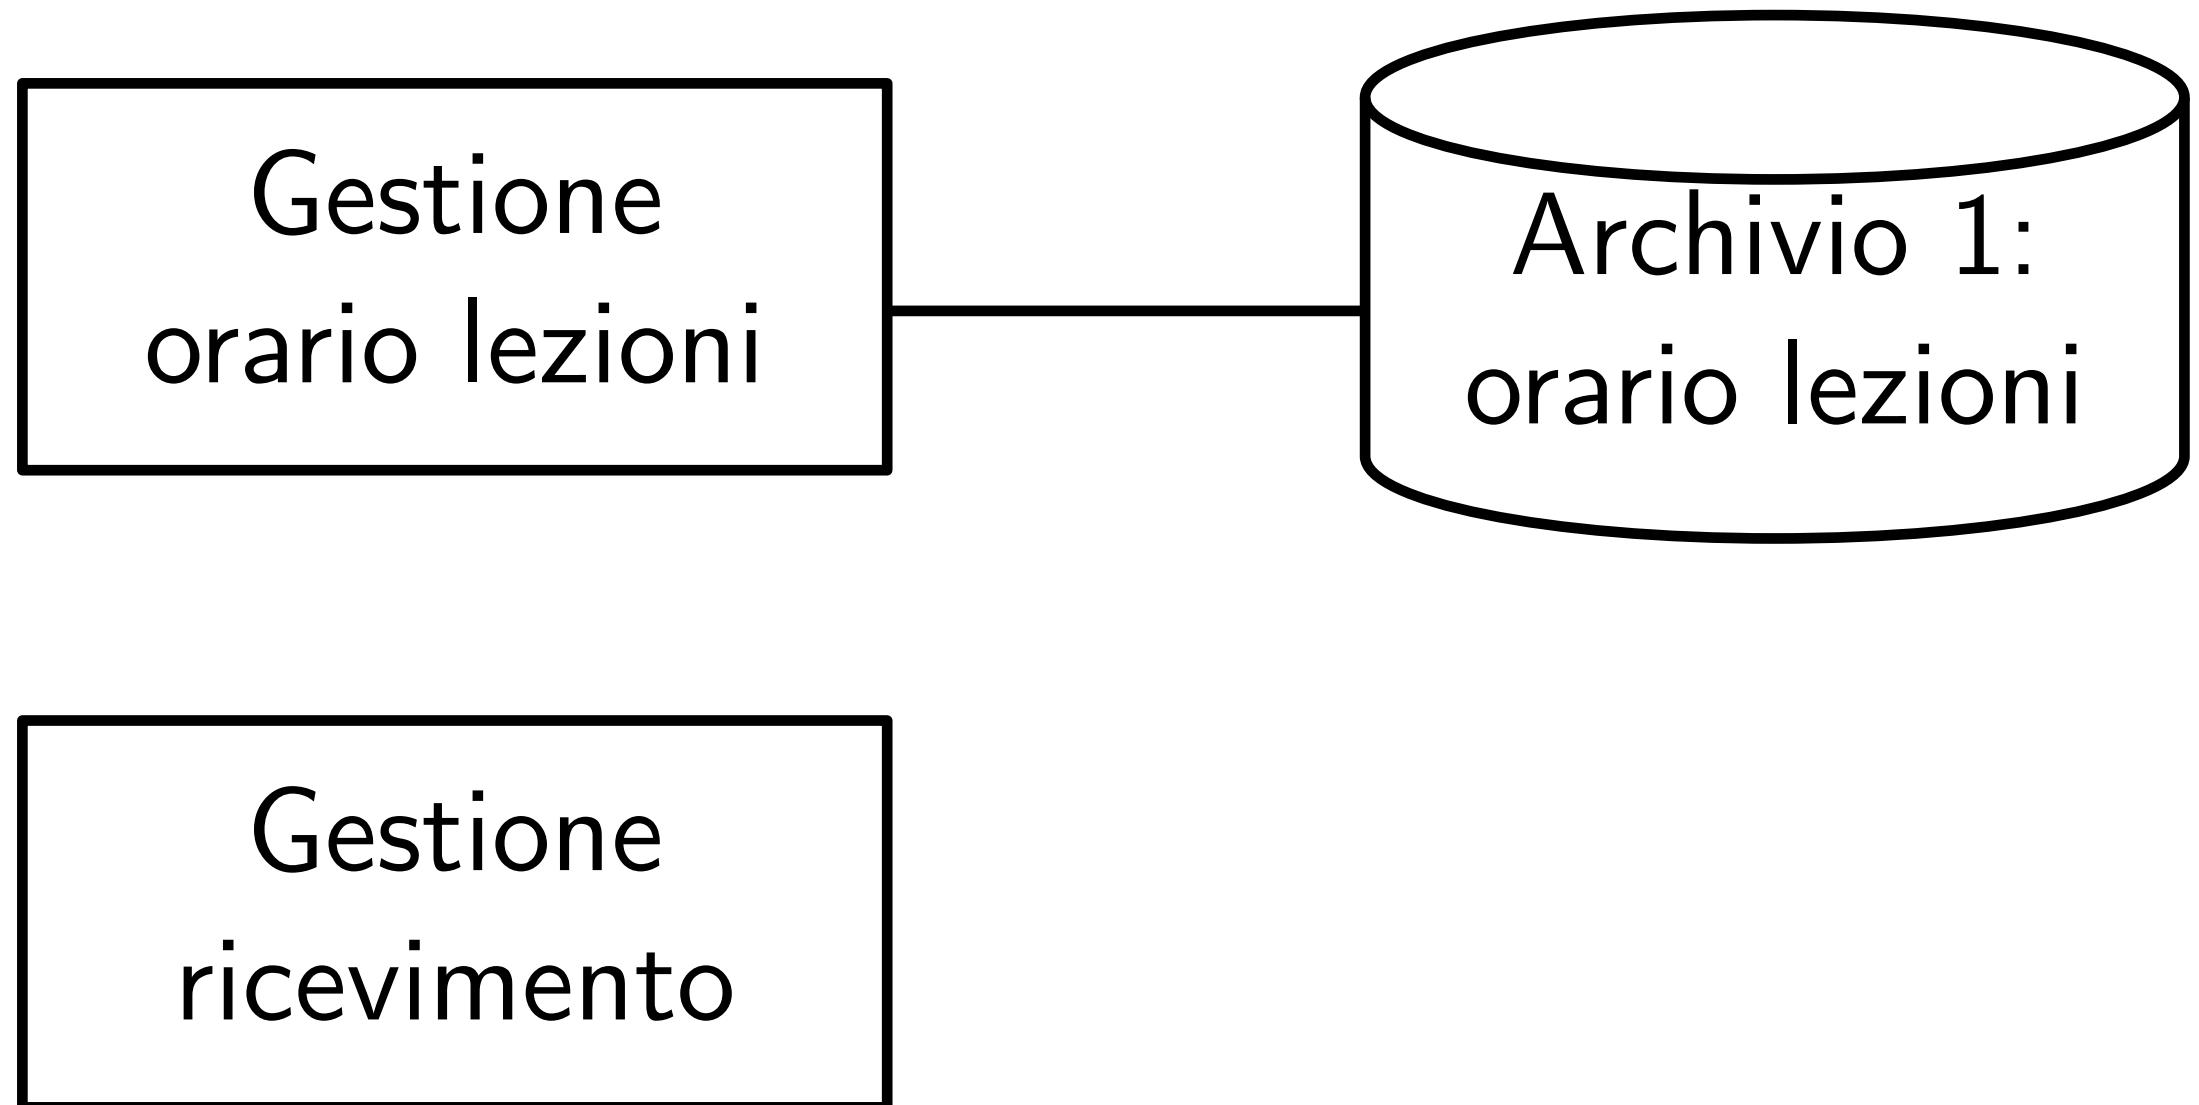 Gestione
orario lezioni
Archivio 1:
orario lezioni
Gestione
ricevimento